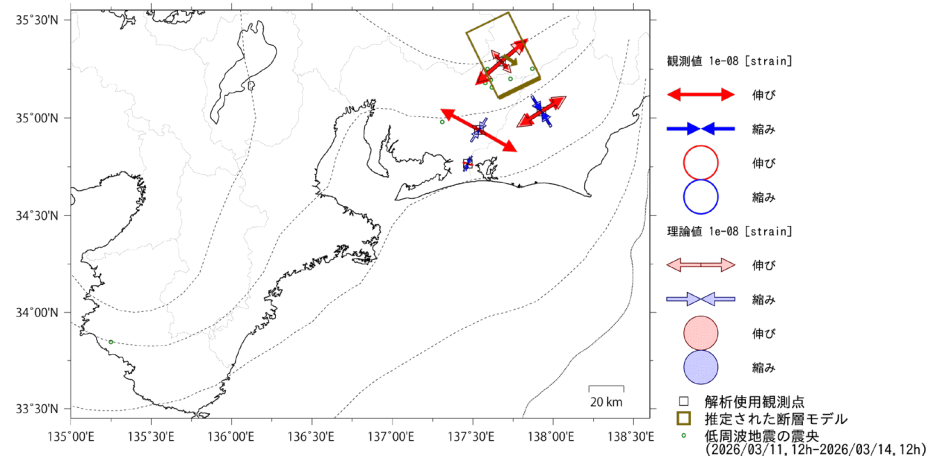 35°30'N
35°00'N
34°30'N
34°00'N
33°30'N
135°00'E
135°30'E
136°00'E
136°30'E
137°00'E
137°30'E
138°00'E
138°30'E
20 km
観測値 1e-08 [strain]
伸び
縮み
伸び
縮み
理論値 1e-08 [strain]
伸び
縮み
伸び
縮み
解析使用観測点
推定された断層モデル
低周波地震の震央
(2026/03/11,12h-2026/03/14,12h)